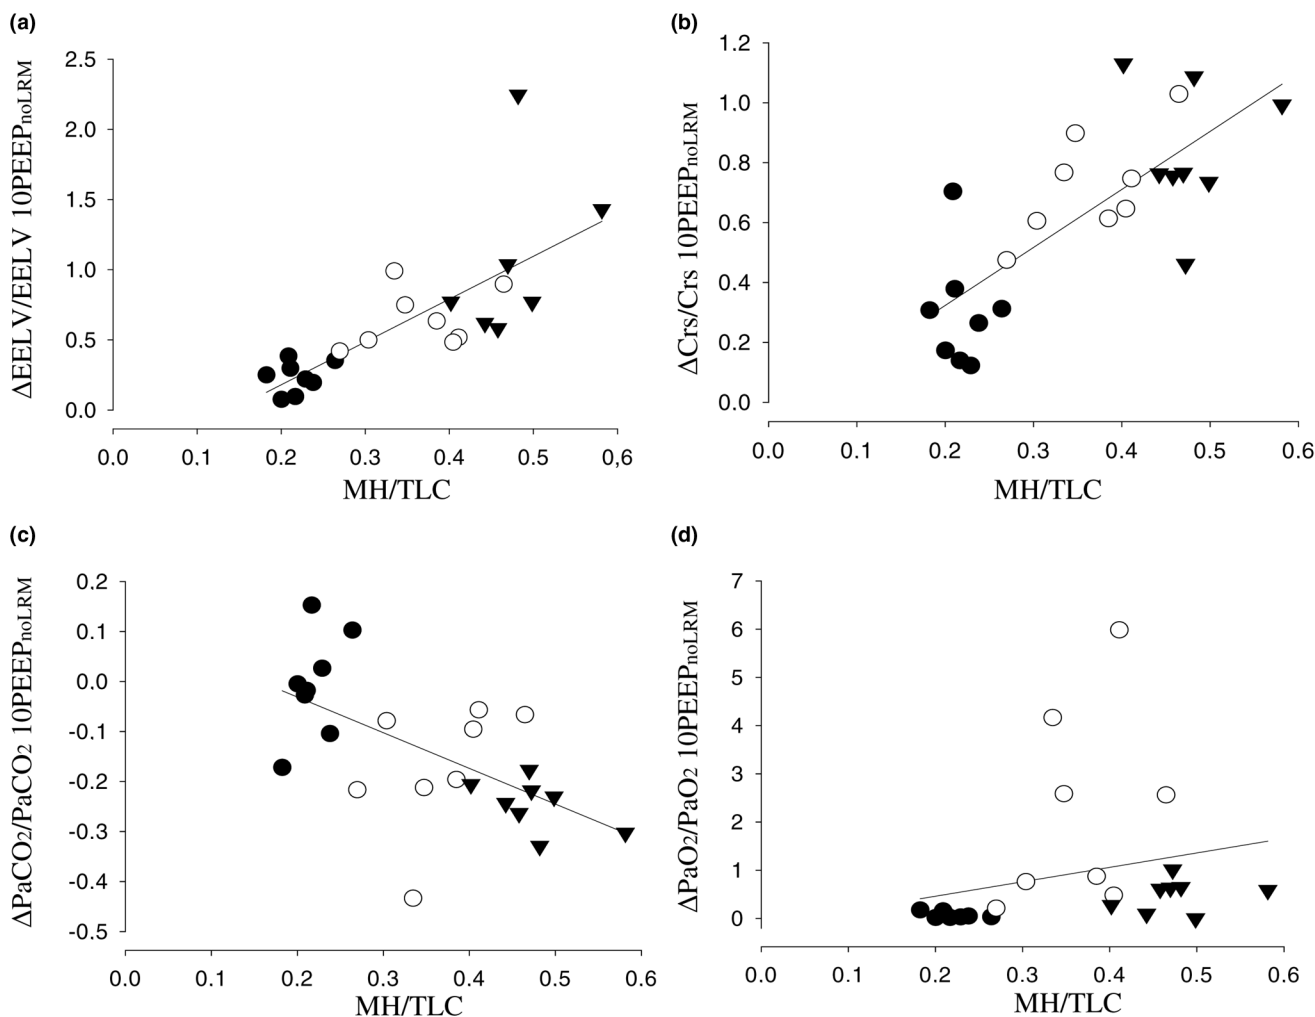 (a)
ΔEELV/EELV 10PEEPnoLRM
2.5
2.0
1.5
1.0
0.5
0.0
0.0 0.1 0.2 0.3 0.4 0.5 0,6
MH/TLC
(b)
ΔCrs/Crs 10PEEPnoLRM
1.2
1.0
0.8
0.6
0.4
0.2
0.0
0.0 0.1 0.2 0.3 0.4 0.5 0.6
MH/TLC
(c)
ΔPaCO2/PaCO2 10PEEPnoLRM
0.2
0.1
0.0
-0.1
-0.2
-0.3
-0.4
-0.5
0.0 0.1 0.2 0.3 0.4 0.5 0.6
MH/TLC
(d)
ΔPaO2/PaO2 10PEEPnoLRM
7
6
5
4
3
2
1
0
0.0 0.1 0.2 0.3 0.4 0.5 0.6
MH/TLC